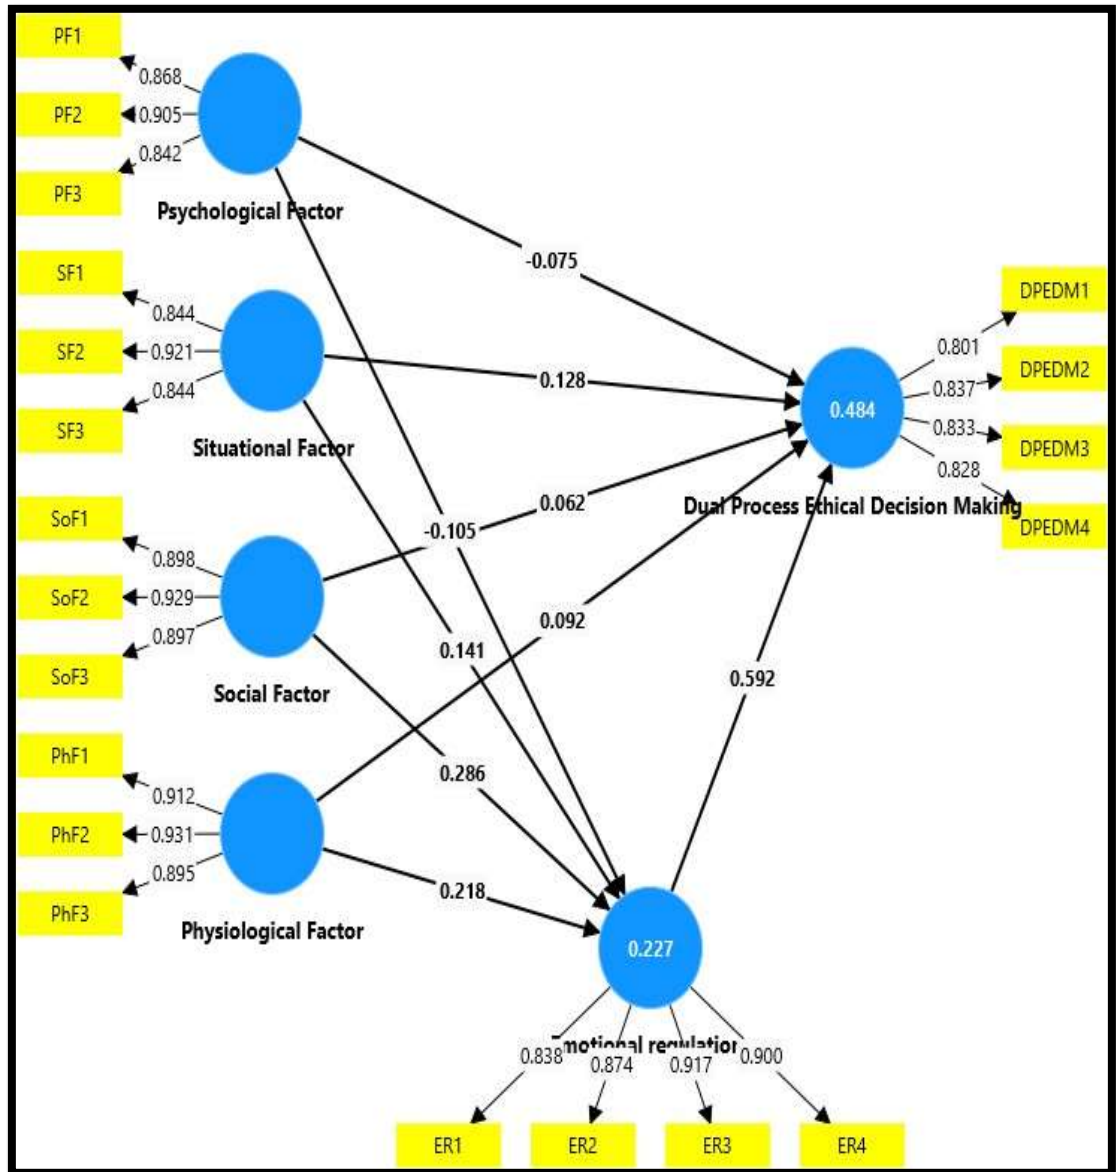 PF1
0.868
PF2
0.905
PF3
0.842
Psychological Factor
SF1
0.844
SF2
0.921
SF3
0.844
Situational Factor
SoF1
0.898
SoF2
0.929
SoF3
0.897
Social Factor
PhF1
0.912
PhF2
0.931
PhF3
0.895
Physiological Factor
-0.075
0.128
0.062
-0.105
0.092
0.141
0.286
0.218
0.592
0.484
Dual Process Ethical Decision Making
DPEDM1
0.801
DPEDM2
0.837
DPEDM3
0.833
DPEDM4
0.828
0.227
Emotional regulation
0.838
0.874
0.917
0.900
ER1
ER2
ER3
ER4